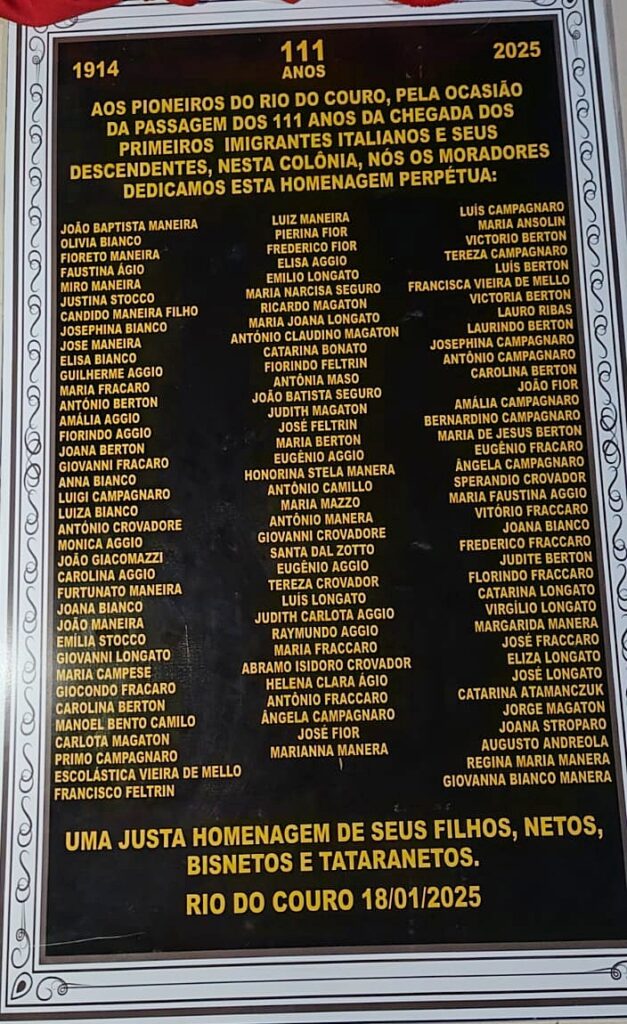 1914
111
ANOS
2025
AOS PIONEIROS DO RIO DO COURO, PELA OCASIÃO
DA PASSAGEM DOS 111 ANOS DA CHEGADA DOS
PRIMEIROS IMIGRANTES ITALIANOS E SEUS
DESCENDENTES, NESTA COLÔNIA, NÓS OS MORADORES
DEDICAMOS ESTA HOMENAGEM PERPÉTUA:
JOÃO BAPTISTA MANEIRA
OLIVIA BIANCO
FIORETO MANEIRA
FAUSTINA ÁGIO
MIRO MANEIRA
JUSTINA STOCCO
CANDIDO MANEIRA FILHO
JOSEPHINA BIANCO
JOSE MANEIRA
ELISA BIANCO
GUILHERME AGGIO
MARIA FRACARO
ANTÔNIO BERTON
AMÁLIA AGGIO
FIORINDO AGGIO
JOANA BERTON
GIOVANNI FRACARO
ANNA BIANCO
LUIGI CAMPAGNARO
LUIZA BIANCO
ANTÓNIO CROVADORE
MONICA AGGIO
JOÃO GIACOMAZZI
CAROLINA AGGIO
FURTUNATO MANEIRA
JOANA BIANCO
JOÃO MANEIRA
EMÍLIA STOCCO
GIOVANNI LONGATO
MARIA CAMPESE
GIOCONDO FRACARO
CAROLINA BERTON
MANOEL BENTO CAMILO
CARLOTA MAGATON
PRIMO CAMPAGNARO
ESCOLÁSTICA VIEIRA DE MELLO
FRANCISCO FELTRIN
LUIZ MANEIRA
PIERINA FIOR
FREDERICO FIOR
ELISA AGGIO
EMILIO LONGATO
MARIA NARCISA SEGURO
RICARDO MAGATON
MARIA JOANA LONGATO
ANTÔNIO CLAUDINO MAGATON
CATARINA BONATO
FIORINDO FELTRIN
ANTÔNIA MASO
JOÃO BATISTA SEGURO
JUDITH MAGATON
JOSÉ FELTRIN
MARIA BERTON
EUGÊNIO AGGIO
HONORINA STELA MANERA
ANTÔNIO CAMILLO
MARIA MAZZO
ANTÔNIO MANERA
GIOVANNI CROVADORE
SANTA DAL ZOTTO
EUGÊNIO AGGIO
TEREZA CROVADOR
LUÍS LONGATO
JUDITH CARLOTA AGGIO
RAYMUNDO AGGIO
MARIA FRACCARO
ABRAMO ISIDORO CROVADOR
HELENA CLARA ÁGIO
ANTÔNIO FRACCARO
ÂNGELA CAMPAGNARO
JOSÉ FIOR
MARIANNA MANERA
LUÍS CAMPAGNARO
MARIA ANSOLIN
VICTORIO BERTON
TEREZA CAMPAGNARO
LUÍS BERTON
FRANCISCA VIEIRA DE MELLO
VICTORIA BERTON
LAURO RIBAS
LAURINDO BERTON
JOSEPHINA CAMPAGNARO
ANTÔNIO CAMPAGNARO
CAROLINA BERTON
JOÃO FIOR
AMÁLIA CAMPAGNARO
BERNARDINO CAMPAGNARO
MARIA DE JESUS BERTON
EUGÊNIO FRACARO
ÂNGELA CAMPAGNARO
SPERANDIO CROVADOR
MARIA FAUSTINA AGGIO
VITÓRIO FRACCARO
JOANA BIANCO
FREDERICO FRACCARO
JUDITE BERTON
FLORINDO FRACCARO
CATARINA LONGATO
VIRGÍLIO LONGATO
MARGARIDA MANERA
JOSÉ FRACCARO
ELIZA LONGATO
JOSÉ LONGATO
CATARINA ATAMANCZUK
JORGE MAGATON
JOANA STROPARO
AUGUSTO ANDREOLA
REGINA MARIA MANERA
GIOVANNA BIANCO MANERA
UMA JUSTA HOMENAGEM DE SEUS FILHOS, NETOS,
BISNETOS E TATARANETOS.
RIO DO COURO 18/01/2025